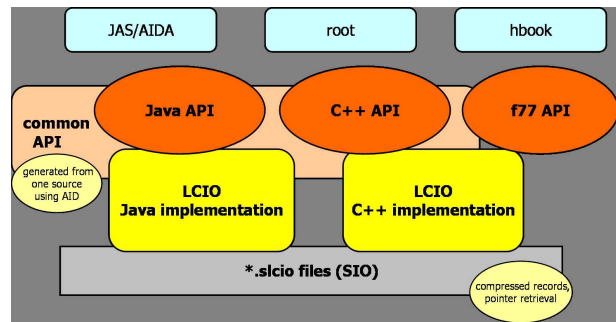 JAS/AIDA
root
hbook
Java API
C++ API
f77 API
common
API
generated from
one source
using AID
LCIO
Java implementation
LCIO
C++ implementation
*.slcio files (SIO)
compressed records,
pointer retrieval